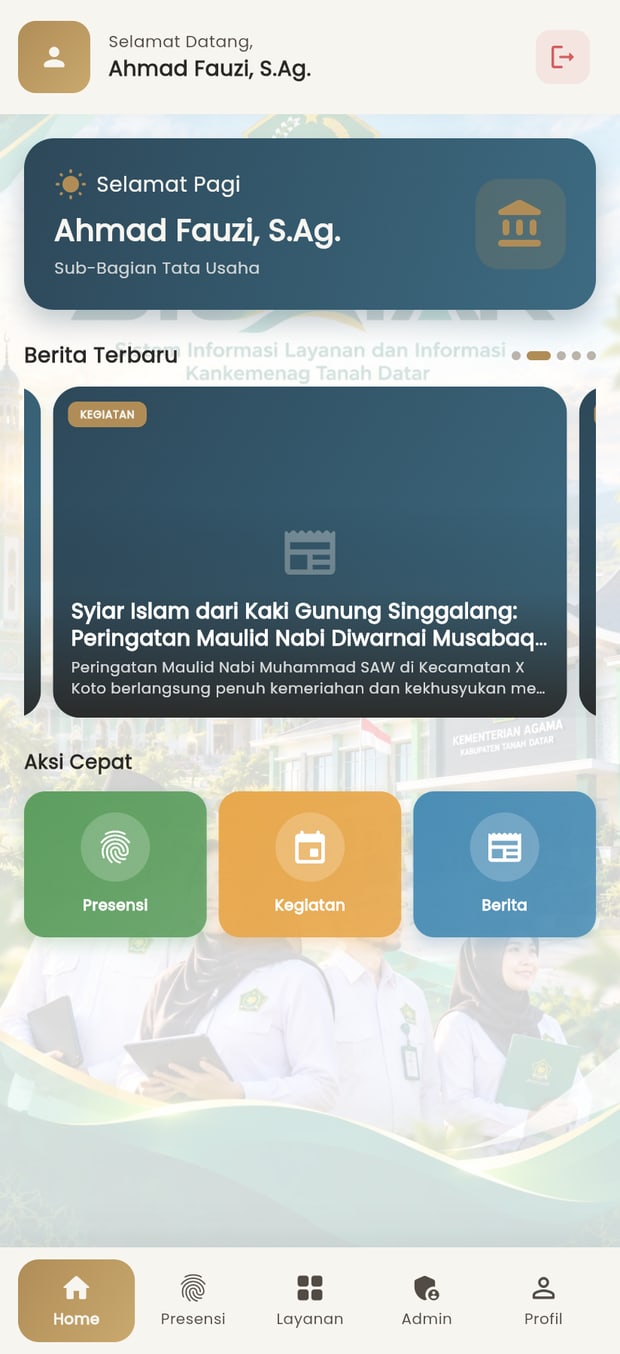 Selamat Datang,
Ahmad Fauzi, S.Ag.
Selamat Pagi
Ahmad Fauzi, S.Ag.
Sub-Bagian Tata Usaha
Sistem Informasi Layanan dan Informasi
Kankemenag Tanah Datar
Berita Terbaru
KEGIATAN
Syiar Islam dari Kaki Gunung Singgalang:
Peringatan Maulid Nabi Diwarnai Musabaq...
Peringatan Maulid Nabi Muhammad SAW di Kecamatan X
Koto berlangsung penuh kemeriahan dan kekhusyukan me...
KEMENTERIAN AGAMA
KABUPATEN TANAH DATAR
Aksi Cepat
Presensi
Kegiatan
Berita
Home
Presensi
Layanan
Admin
Profil